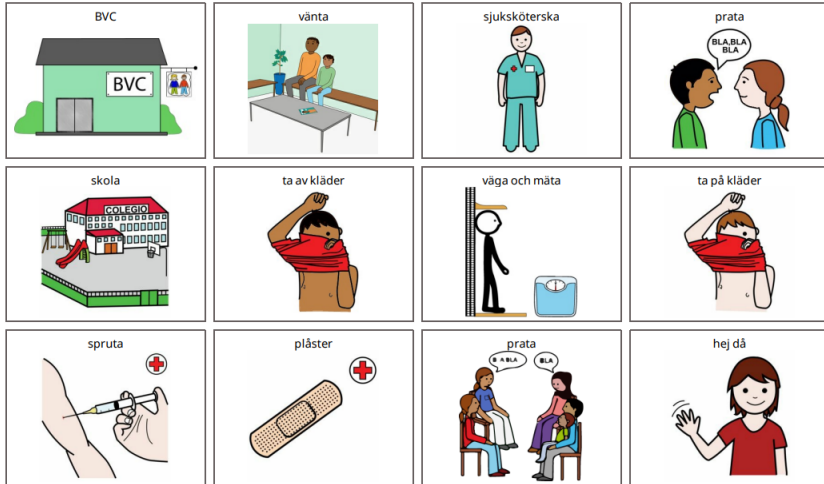 BVC
BVC
vänta
sjuksköterska
prata
BLA,BLA
BLA
skola
COLEGIO
ta av kläder
väga och mäta
ta på kläder
spruta
plåster
prata
B A BLA
BLA
hej då